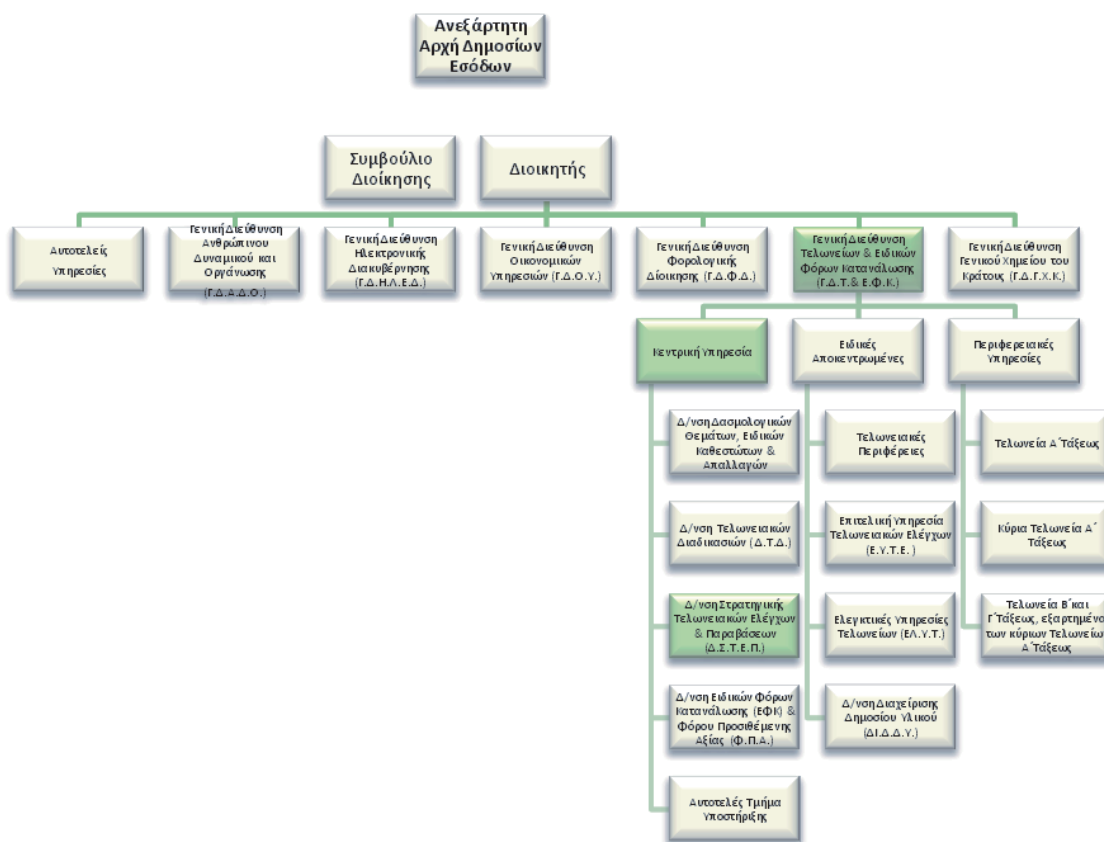 Ανεξάρτητη
Αρχή Δημοσίων
Εσόδων
Συμβούλιο
Διοίκησης
Διοικητής
Αυτοτελείς
Υπηρεσίες
Γενική Διεύθυνση
Ανθρώπινου
Δυναμικού και
Οργάνωσης
(Γ.Δ.Α.Δ.Ο.)
Γενική Διεύθυνση
Ηλεκτρονικής
Διακυβέρνησης
(Γ.Δ.Η.Λ.Ε.Δ.)
Γενική Διεύθυνση
Οικονομικών
Υπηρεσιών (Γ.Δ.Ο.Υ.)
Γενική Διεύθυνση
Φορολογικής
Δίοικησης (Γ.Δ.Φ.Δ.)
Γενική Διεύθυνση
Τελωνείων & Ειδικών
Φόρων Κατανάλωσης
(Γ.Δ.Τ.& Ε.Φ.Κ.)
Γενική Διεύθυνση
Γενικού Χημείου του
Κράτους (Γ.Δ.Γ.Χ.Κ.)
Κεντρική Υπηρεσία
Ειδικές
Αποκεντρωμένες
Περιφερειακές
Υπηρεσίες
Δ/νση Δασμολογικών
Θεμάτων, Ειδικών
Καθεστώτων &
Απαλλαγών
Δ/νση Τελωνειακών
Διαδικασιών (Δ.Τ.Δ.)
Δ/νση Στρατηγικής
Τελωνειακών Ελέγχων
& Παραβάσεων
(Δ.Σ.Τ.Ε.Π.)
Δ/νση Ειδικών Φόρων
Κατανάλωσης (ΕΦΚ) &
Φόρου Προσιθέμενης
Αξίας (Φ.Π.Α.)
Αυτοτελές Τμήμα
Υποστήριξης
Τελωνειακές
Περιφέρειες
Επιτελική Υπηρεσία
Τελωνειακών Ελέγχων
(Ε.Υ.Τ.Ε. )
Ελεγκτικές Υπηρεσίες
Τελωνείων (ΕΛ.Υ.Τ.)
Δ/νση Διαχείρισης
Δημοσίου Υλικού
(ΔΙ.Δ.Δ.Υ.)
Τελωνεία Α΄Τάξεως
Κύρια Τελωνεία Α΄
Τάξεως
Τελωνεία Β΄και
Γ΄Τάξεως, εξαρτημένα
των κύριων Τελωνείων
Α΄Τάξεως